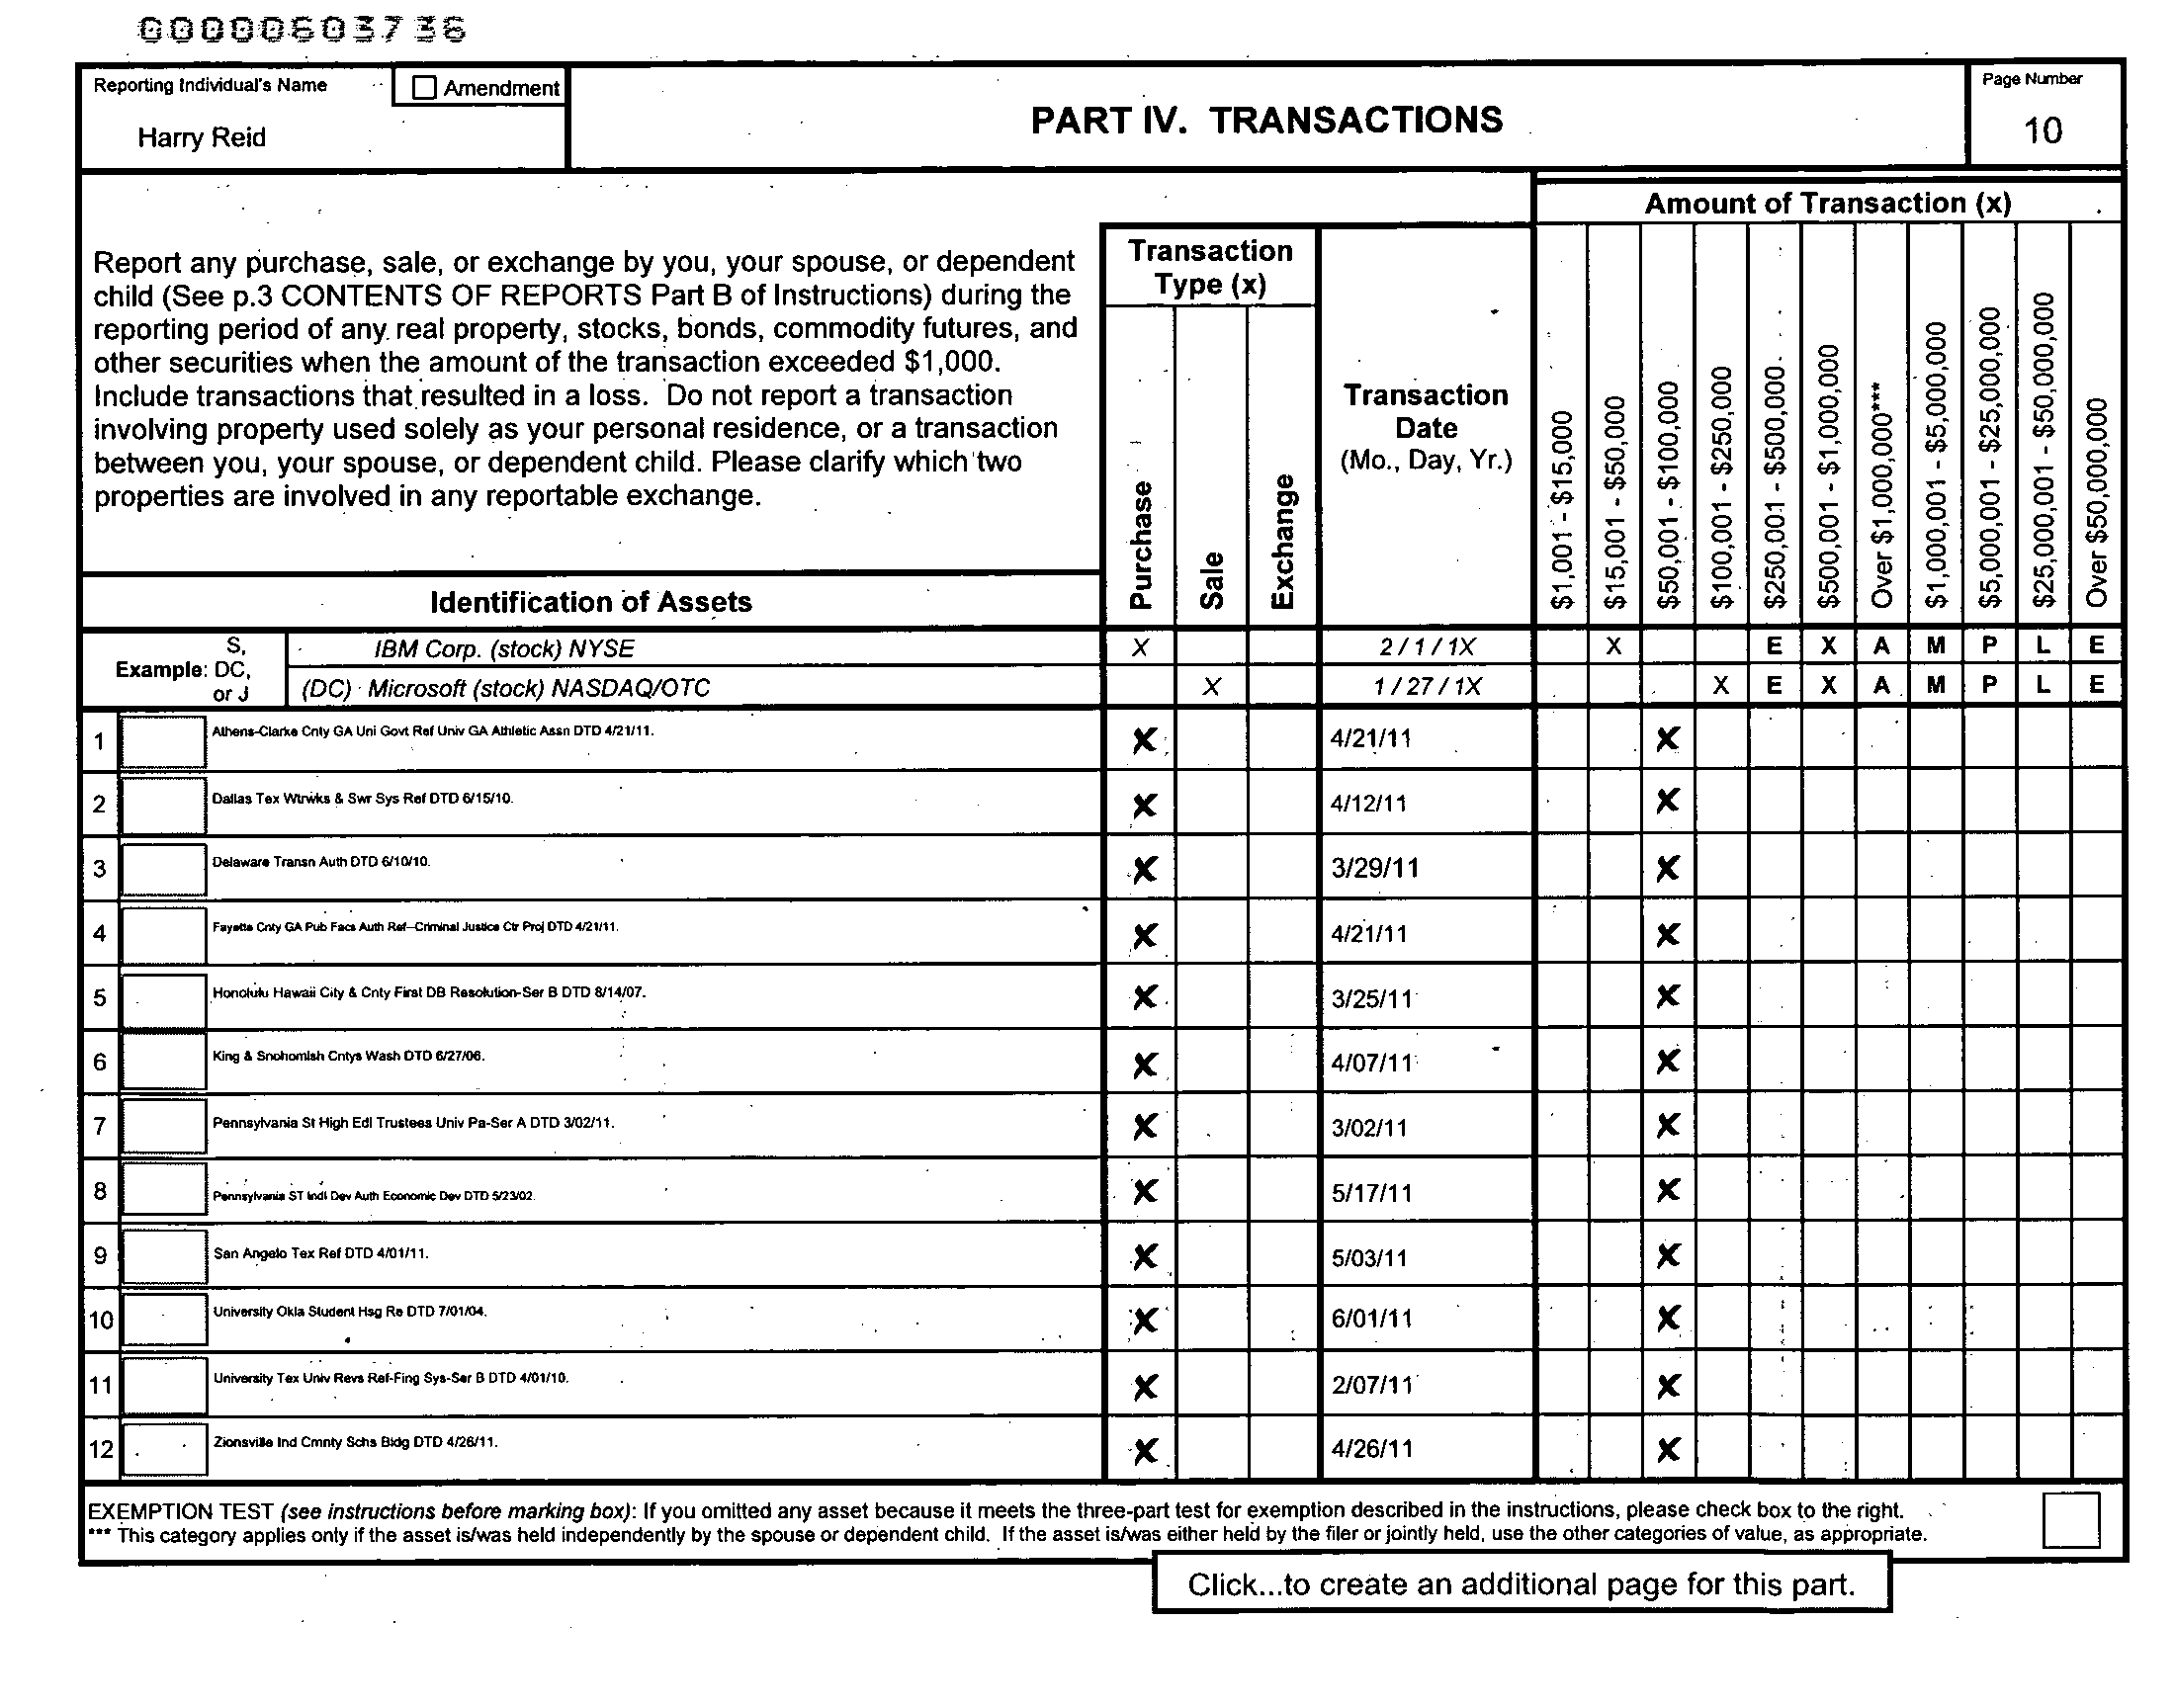 00000603736
Reporting Individual's Name
Amendment
Harry Reid
PART IV. TRANSACTIONS
Page Number
10
Report any purchase, sale, or exchange by you, your spouse, or dependent
child (See p.3 CONTENTS OF REPORTS Part B of Instructions) during the
reporting period of any real property, stocks, bonds, commodity futures, and
other securities when the amount of the transaction exceeded $1,000.
Include transactions that resulted in a loss. Do not report a transaction
involving property used solely as your personal residence, or a transaction
between you, your spouse, or dependent child. Please clarify which two
properties are involved in any reportable exchange.
Identification of Assets
Transaction
Type (x)
Purchase
Sale
Exchange
Transaction
Date
(Mo., Day, Yr.)
Amount of Transaction (x)
$1,001 - $15,000
$15,001 - $50,000
$50,001 - $100,000
$100,001 - $250,000
$250,001 - $500,000
$500,001 - $1,000,000
Over $1,000,000***
$1,000,001 - $5,000,000
$5,000,001 - $25,000,000
$25,000,001 - $50,000,000
Over $50,000,000
Example: S, DC, or J
IBM Corp. (stock) NYSE X 2 / 1 / 1X X E X A M P L E
(DC) Microsoft (stock) NASDAQ/OTC X 1 / 27 / 1X X E X A M P L E
1 Athens-Clarke Cnty GA Uni Govt Ref Univ GA Athletic Assn DTD 4/21/11. X 4/21/11 X
2 Dallas Tex Wtrwks & Swr Sys Ref DTD 6/15/10. X 4/12/11 X
3 Delaware Transn Auth DTD 6/10/10. X 3/29/11 X
4 Fayette Cnty GA Pub Facs Auth Ref--Criminal Justice Ctr Proj DTD 4/21/11. X 4/21/11 X
5 Honolulu Hawaii City & Cnty First DB Resolution-Ser B DTD 8/14/07. X 3/25/11 X
6 King & Snohomish Cntys Wash DTD 6/27/06. X 4/07/11 X
7 Pennsylvania St High Edl Trustees Univ Pa-Ser A DTD 3/02/11. X 3/02/11 X
8 Pennsylvania ST Indl Dev Auth Economic Dev DTD 5/23/02. X 5/17/11 X
9 San Angelo Tex Ref DTD 4/01/11. X 5/03/11 X
10 University Okla Student Hsg Re DTD 7/01/04. X 6/01/11 X
11 University Tex Univ Revs Ref-Fing Sys-Ser B DTD 4/01/10. X 2/07/11 X
12 Zionsville Ind Cmnty Schs Bldg DTD 4/26/11. X 4/26/11 X
EXEMPTION TEST (see instructions before marking box): If you omitted any asset because it meets the three-part test for exemption described in the instructions, please check box to the right.
*** This category applies only if the asset is/was held independently by the spouse or dependent child. If the asset is/was either held by the filer or jointly held, use the other categories of value, as appropriate.
Click...to create an additional page for this part.